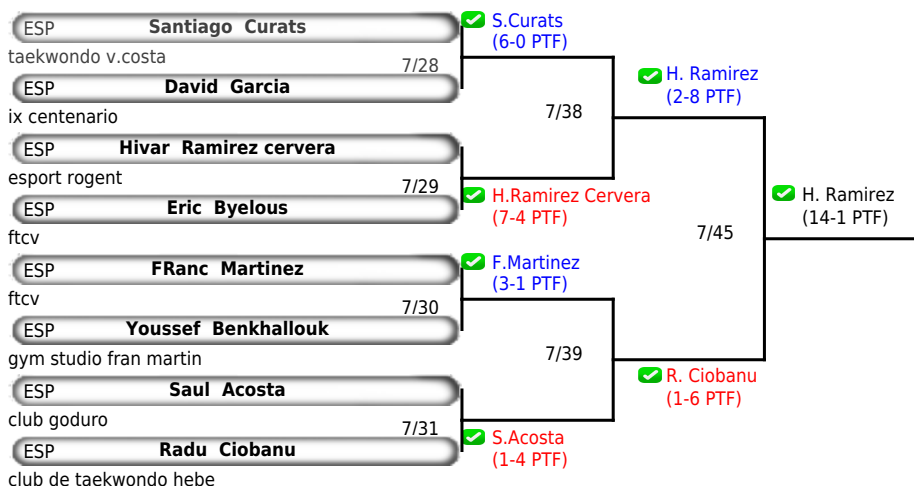 ESP Santiago Curats
taekwondo v.costa
7/28
ESP David Garcia
ix centenario
S.Curats
(6-0 PTF)
ESP Hivar Ramirez cervera
esport rogent
7/29
ESP Eric Byelous
ftcv
H.Ramirez Cervera
(7-4 PTF)
7/38
H. Ramirez
(2-8 PTF)
ESP FRanc Martinez
ftcv
7/30
ESP Youssef Benkhallouk
gym studio fran martin
F.Martinez
(3-1 PTF)
ESP Saul Acosta
club goduro
7/31
ESP Radu Ciobanu
club de taekwondo hebe
S.Acosta
(1-4 PTF)
7/39
R. Ciobanu
(1-6 PTF)
7/45
H. Ramirez
(14-1 PTF)